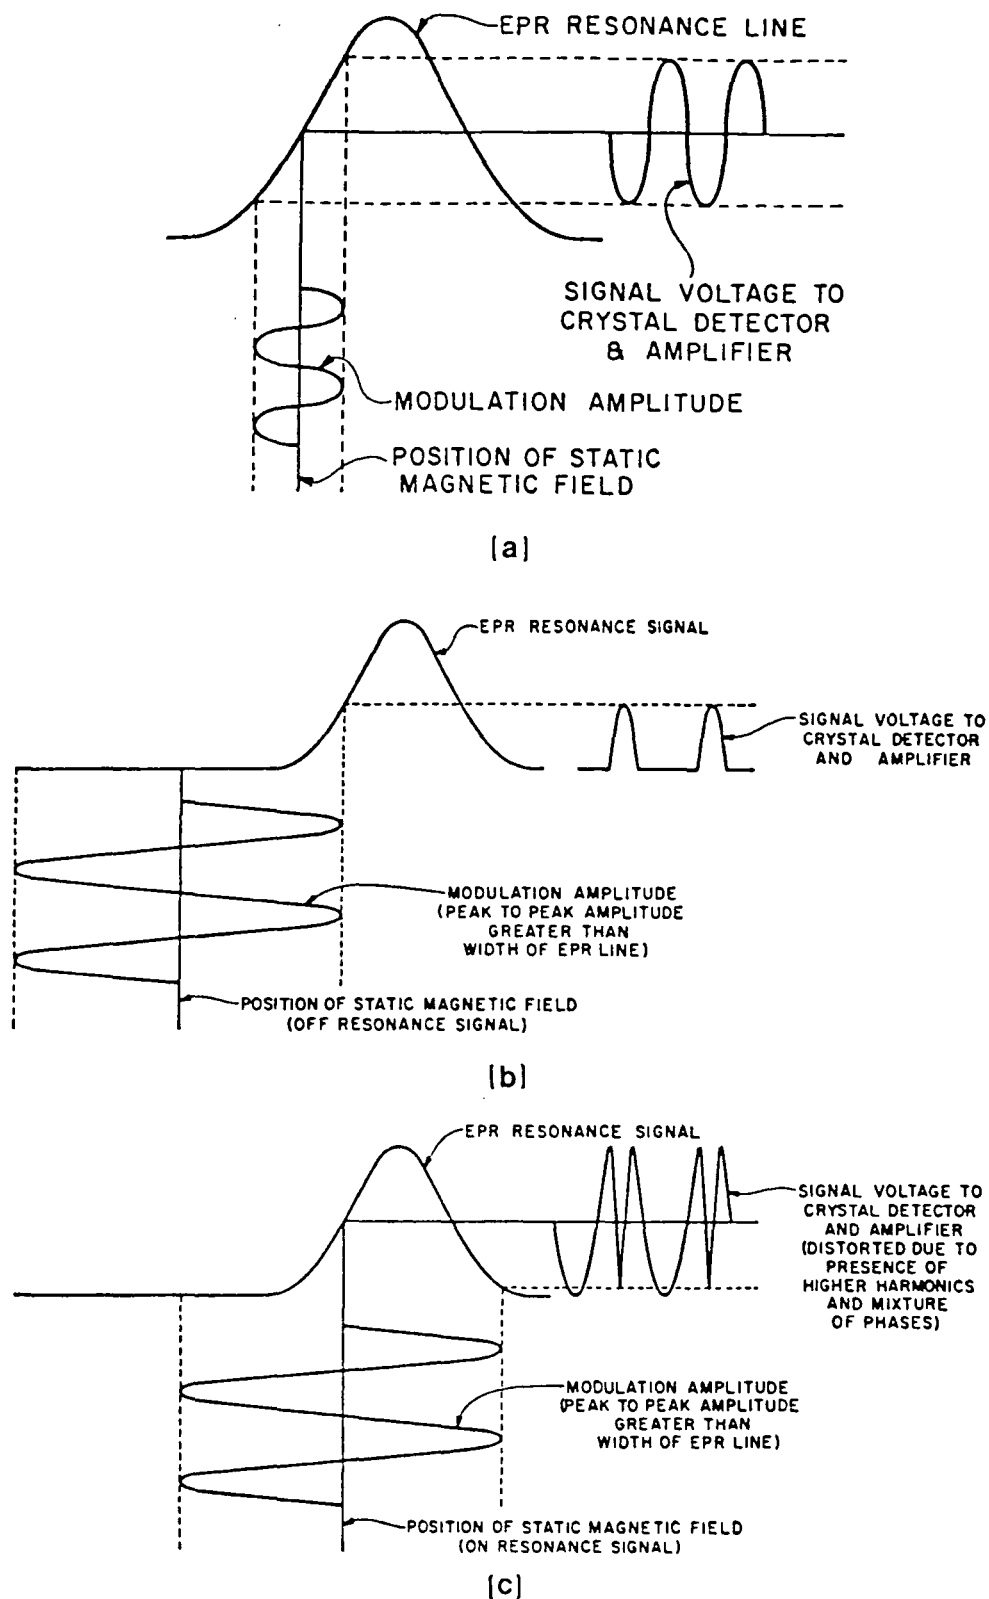 EPR RESONANCE LINE
SIGNAL VOLTAGE TO
CRYSTAL DETECTOR
& AMPLIFIER
MODULATION AMPLITUDE
POSITION OF STATIC
MAGNETIC FIELD
(a)
EPR RESONANCE SIGNAL
SIGNAL VOLTAGE TO
CRYSTAL DETECTOR
AND AMPLIFIER
MODULATION AMPLITUDE
(PEAK TO PEAK AMPLITUDE
GREATER THAN
WIDTH OF EPR LINE)
POSITION OF STATIC MAGNETIC FIELD
(OFF RESONANCE SIGNAL)
(b)
EPR RESONANCE SIGNAL
SIGNAL VOLTAGE TO
CRYSTAL DETECTOR
AND AMPLIFIER
(DISTORTED DUE TO
PRESENCE OF
HIGHER HARMONICS
AND MIXTURE
OF PHASES)
MODULATION AMPLITUDE
(PEAK TO PEAK AMPLITUDE
GREATER THAN
WIDTH OF EPR LINE)
POSITION OF STATIC MAGNETIC FIELD
(ON RESONANCE SIGNAL)
(c)